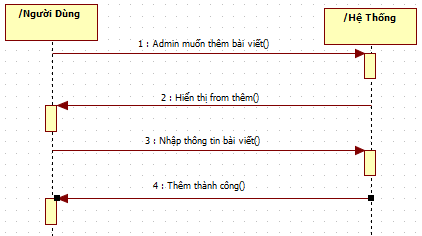 /Người Dùng
/Hệ Thống
1 : Admin muốn thêm bài viết()
2 : Hiển thị from thêm()
3 : Nhập thông tin bài viết()
4 : Thêm thành công()